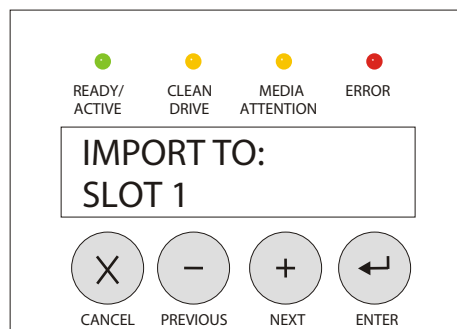 READY/
ACTIVE
CLEAN
DRIVE
MEDIA
ATTENTION
ERROR
IMPORT TO:
SLOT 1
CANCEL
PREVIOUS
NEXT
ENTER